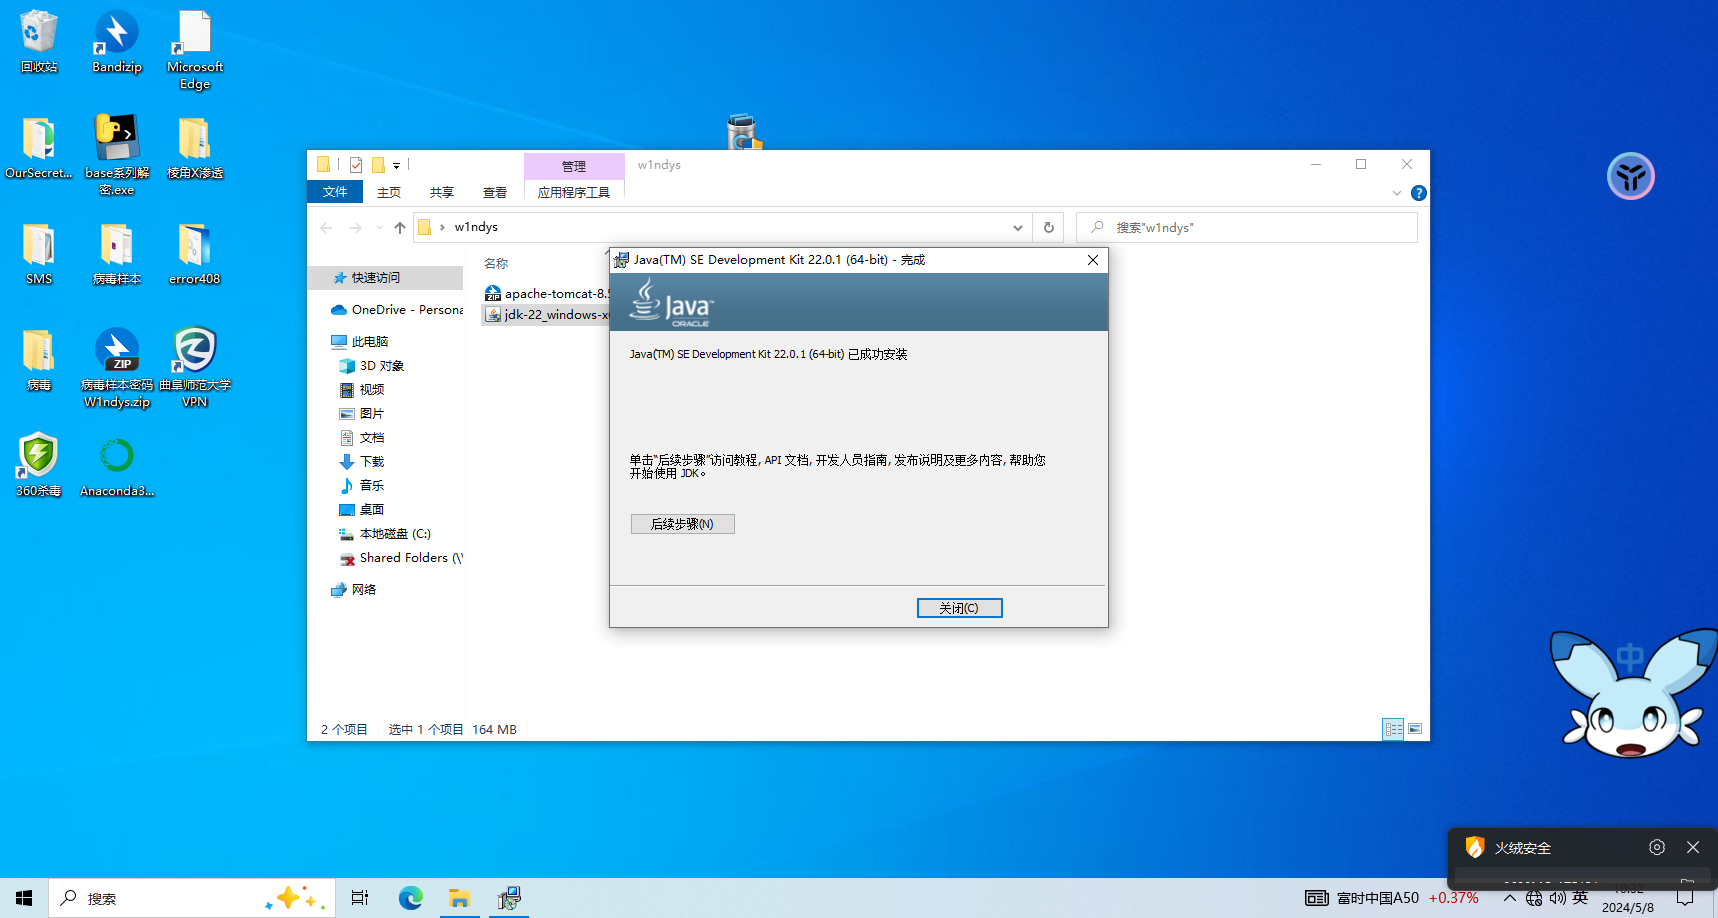 回收站
Bandizip
Microsoft
Edge
OurSecret...
base系列解
密.exe
棱角X渗透
SMS
病毒样本
error408
病毒
病毒样本密码
W1ndys.zip
曲阜师范大学
VPN
360杀毒
Anaconda3...
管理
w1ndys
文件
主页
共享
查看
应用程序工具
w1ndys
搜索"w1ndys"
名称
快速访问
OneDrive - Persona
此电脑
3D 对象
视频
图片
文档
下载
音乐
桌面
本地磁盘 (C:)
Shared Folders (\\
网络
apache-tomcat-8.5
jdk-22_windows-x
2 个项目
选中 1 个项目 164 MB
Java(TM) SE Development Kit 22.0.1 (64-bit) - 完成
Java
ORACLE
Java(TM) SE Development Kit 22.0.1 (64-bit) 已成功安装
单击"后续步骤"访问教程, API 文档, 开发人员指南, 发布说明及更多内容, 帮助您
开始使用 JDK。
后续步骤(N)
关闭(C)
中
火绒安全
搜索
富时中国A50 +0.37%
英
2024/5/8